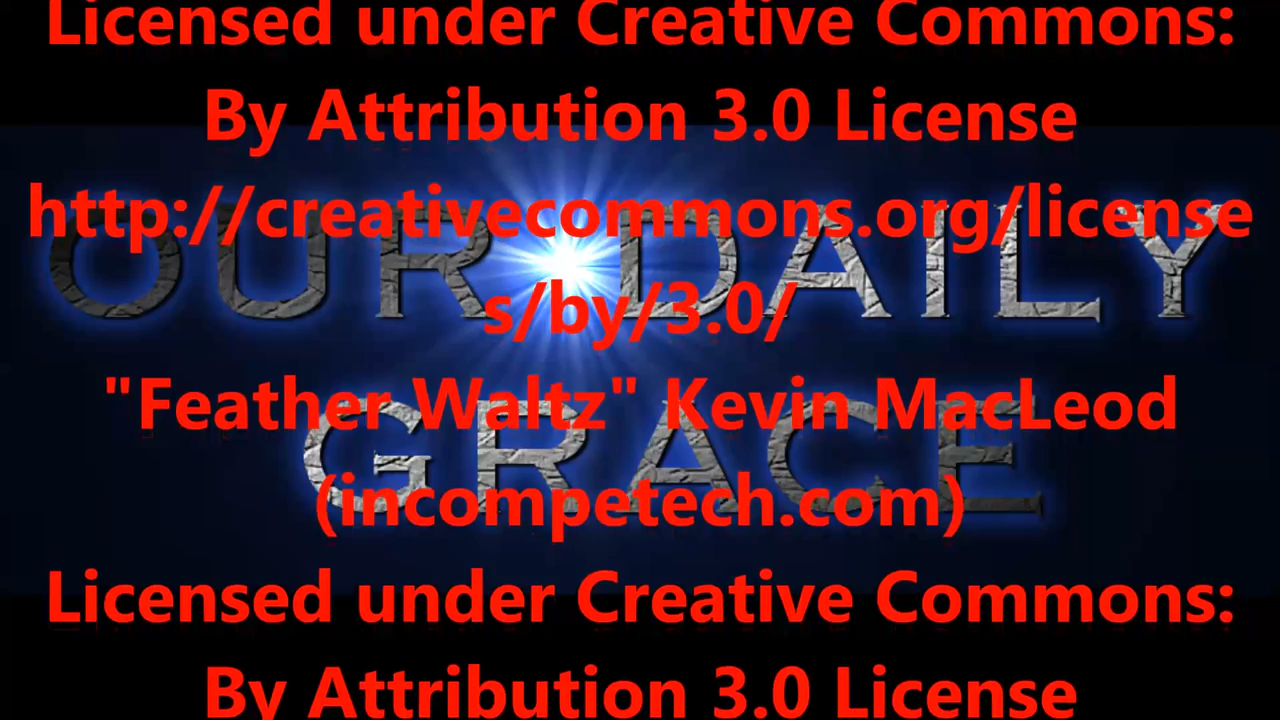 Licensed under Creative Commons:
By Attribution 3.0 License
http://creativecommons.org/license
s/by/3.0/
OUR DAILY
"Feather Waltz" Kevin MacLeod
GRACE
(incompetech.com)
Licensed under Creative Commons:
By Attribution 3.0 License